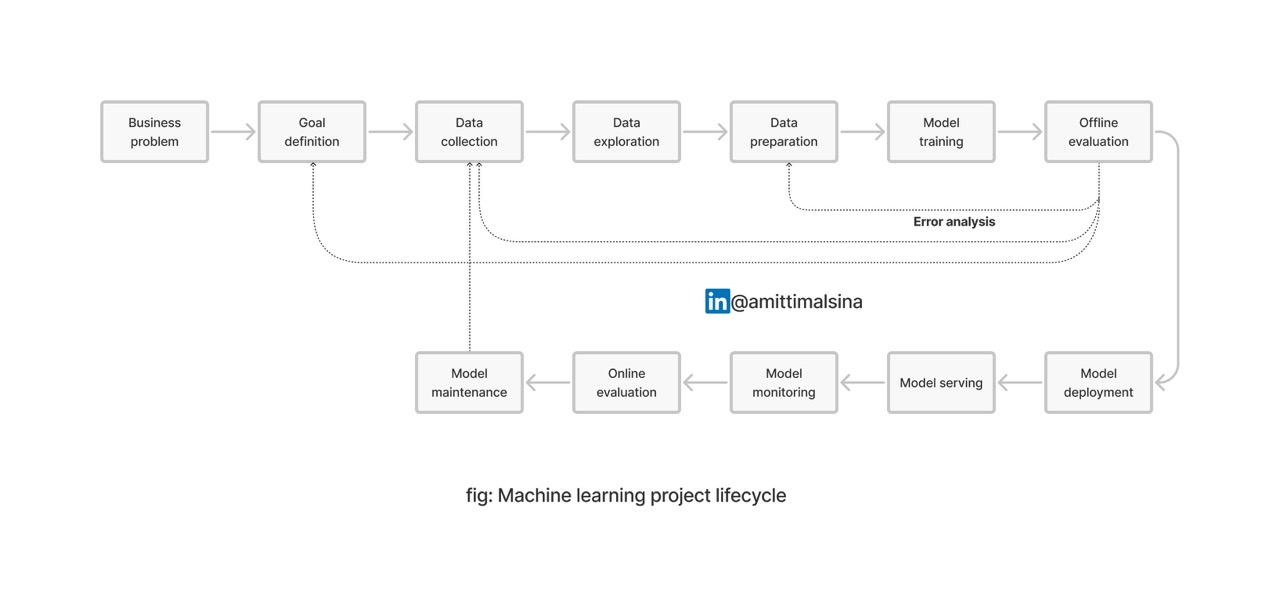 Business
problem
Goal
definition
Data
collection
Data
exploration
Data
preparation
Model
training
Offline
evaluation
Error analysis
in@amittimalsina
Model
maintenance
Online
evaluation
Model
monitoring
Model serving
Model
deployment
fig: Machine learning project lifecycle